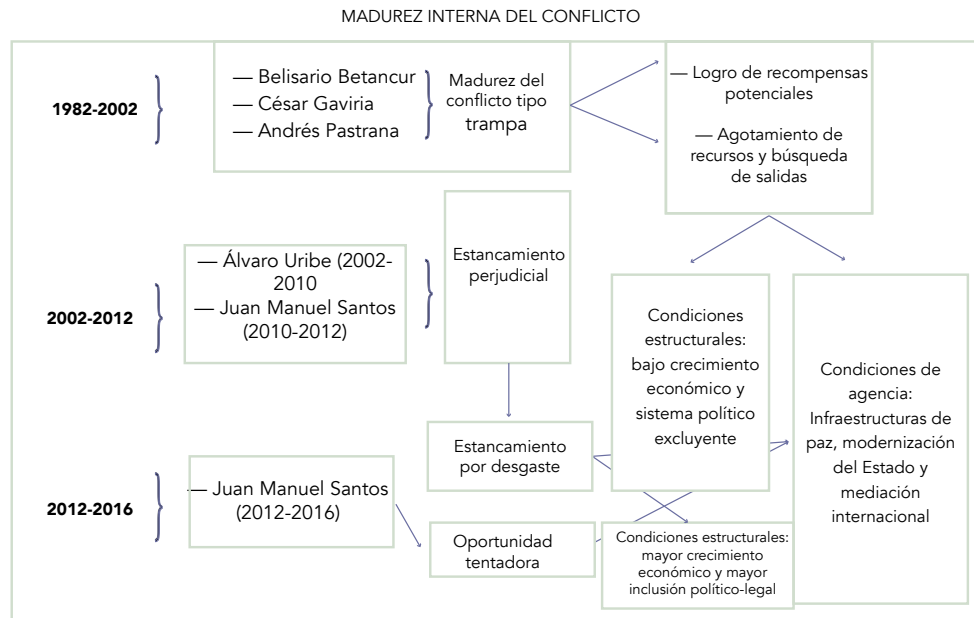 MADUREZ INTERNA DEL CONFLICTO
1982-2002
— Belisario Betancur
— César Gaviria
— Andrés Pastrana
Madurez del
conflicto tipo
trampa
— Logro de recompensas
potenciales
— Agotamiento de
recursos y búsqueda
de salidas
2002-2012
— Álvaro Uribe (2002-
2010
— Juan Manuel Santos
(2010-2012)
Estancamiento
perjudicial
Condiciones
estructurales:
bajo crecimiento
económico y
sistema político
excluyente
Condiciones de
agencia:
Infraestructuras de
paz, modernización
del Estado y
mediación
internacional
Estancamiento
por desgaste
2012-2016
— Juan Manuel Santos
(2012-2016)
Oportunidad
tentadora
Condiciones estructurales:
mayor crecimiento
económico y mayor
inclusión político-legal